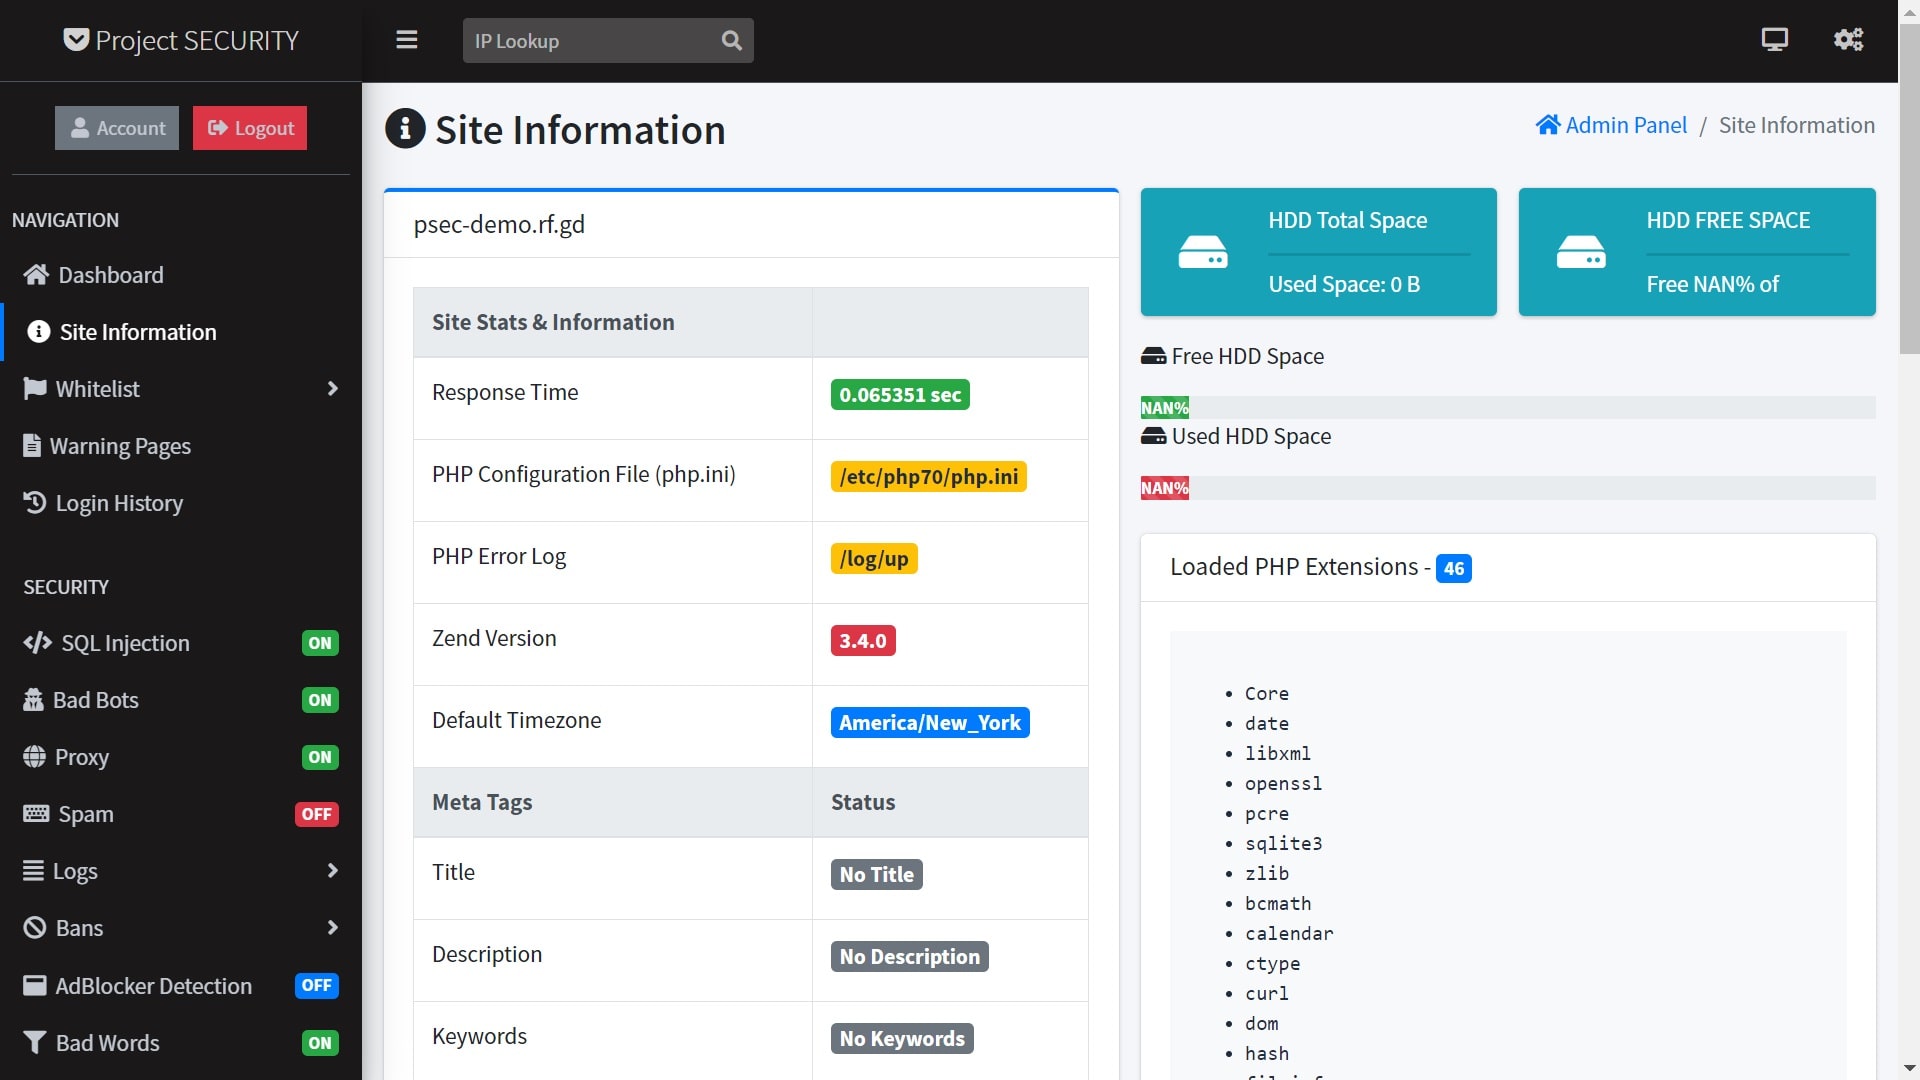 Project SECURITY
IP Lookup
Account
Logout
NAVIGATION
Dashboard
Site Information
Whitelist
Warning Pages
Login History
SECURITY
SQL Injection ON
Bad Bots ON
Proxy ON
Spam OFF
Logs
Bans
AdBlocker Detection OFF
Bad Words ON
Site Information
Admin Panel / Site Information
psec-demo.rf.gd
Site Stats & Information
Response Time 0.065351 sec
PHP Configuration File (php.ini) /etc/php70/php.ini
PHP Error Log /log/up
Zend Version 3.4.0
Default Timezone America/New_York
Meta Tags Status
Title No Title
Description No Description
Keywords No Keywords
HDD Total Space
Used Space: 0 B
HDD FREE SPACE
Free NAN% of
Free HDD Space
NAN%
Used HDD Space
NAN%
Loaded PHP Extensions - 46
Core
date
libxml
openssl
pcre
sqlite3
zlib
bcmath
calendar
ctype
curl
dom
hash